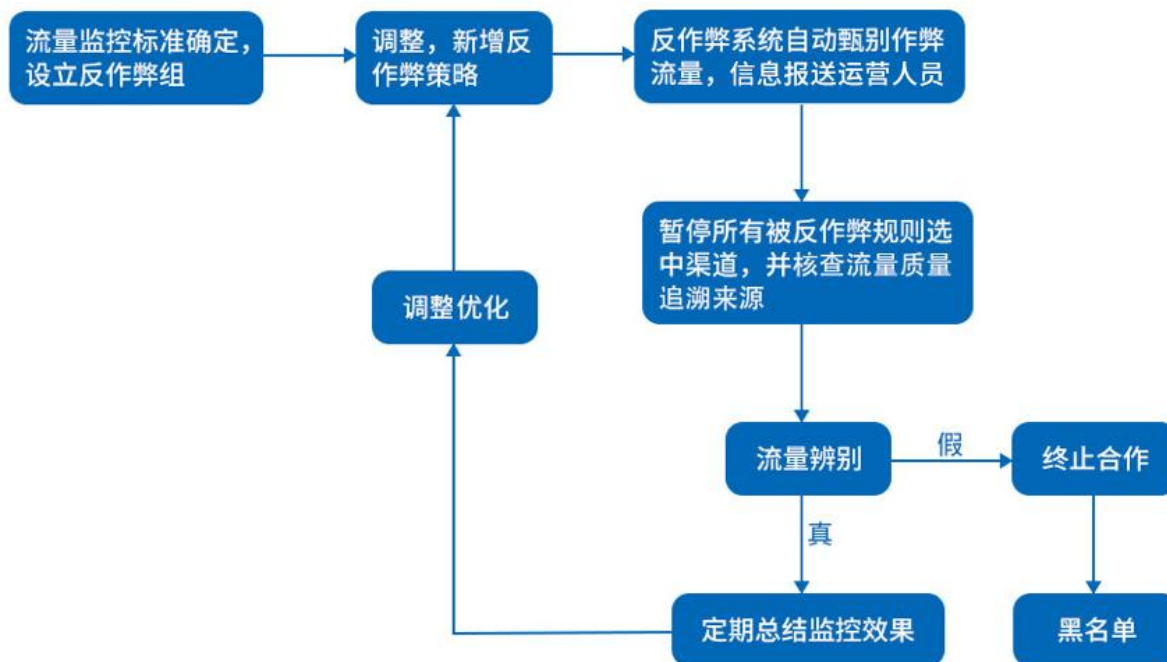 流量监控标准确定，
设立反作弊组
调整，新增反
作弊策略
反作弊系统自动甄别作弊
流量，信息报送运营人员
暂停所有被反作弊规则选
中渠道，并核查流量质量
追溯来源
调整优化
流量辨别
假
终止合作
真
定期总结监控效果
黑名单